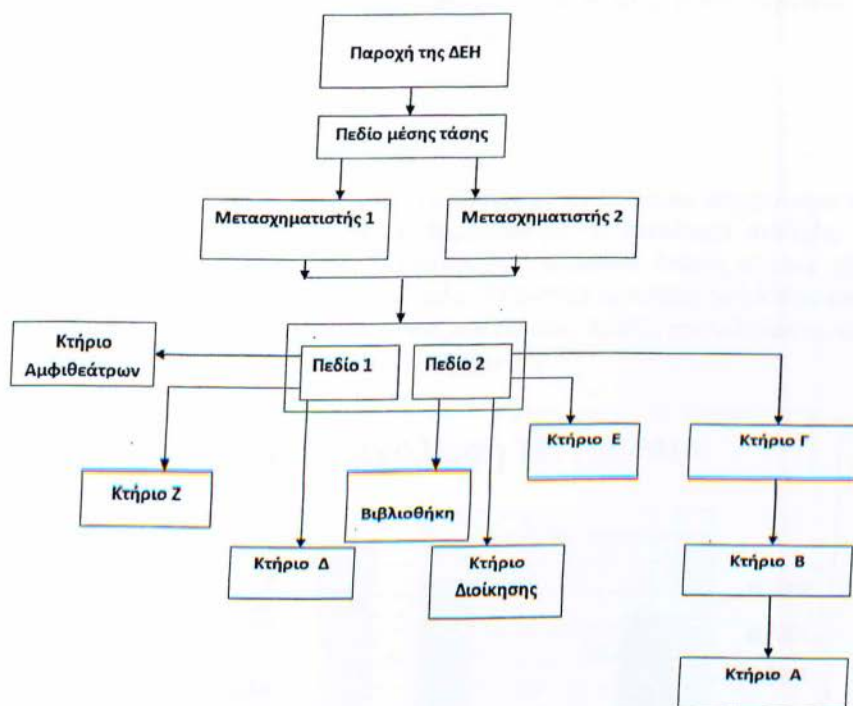 Παροχή της ΔΕΗ
Πεδίο μέσης τάσης
Μετασχηματιστής 1
Μετασχηματιστής 2
Κτήριο
Αμφιθεάτρων
Πεδίο 1
Πεδίο 2
Κτήριο Ε
Κτήριο Γ
Κτήριο Ζ
Βιβλιοθήκη
Κτήριο Δ
Κτήριο
Διοίκησης
Κτήριο Β
Κτήριο Α